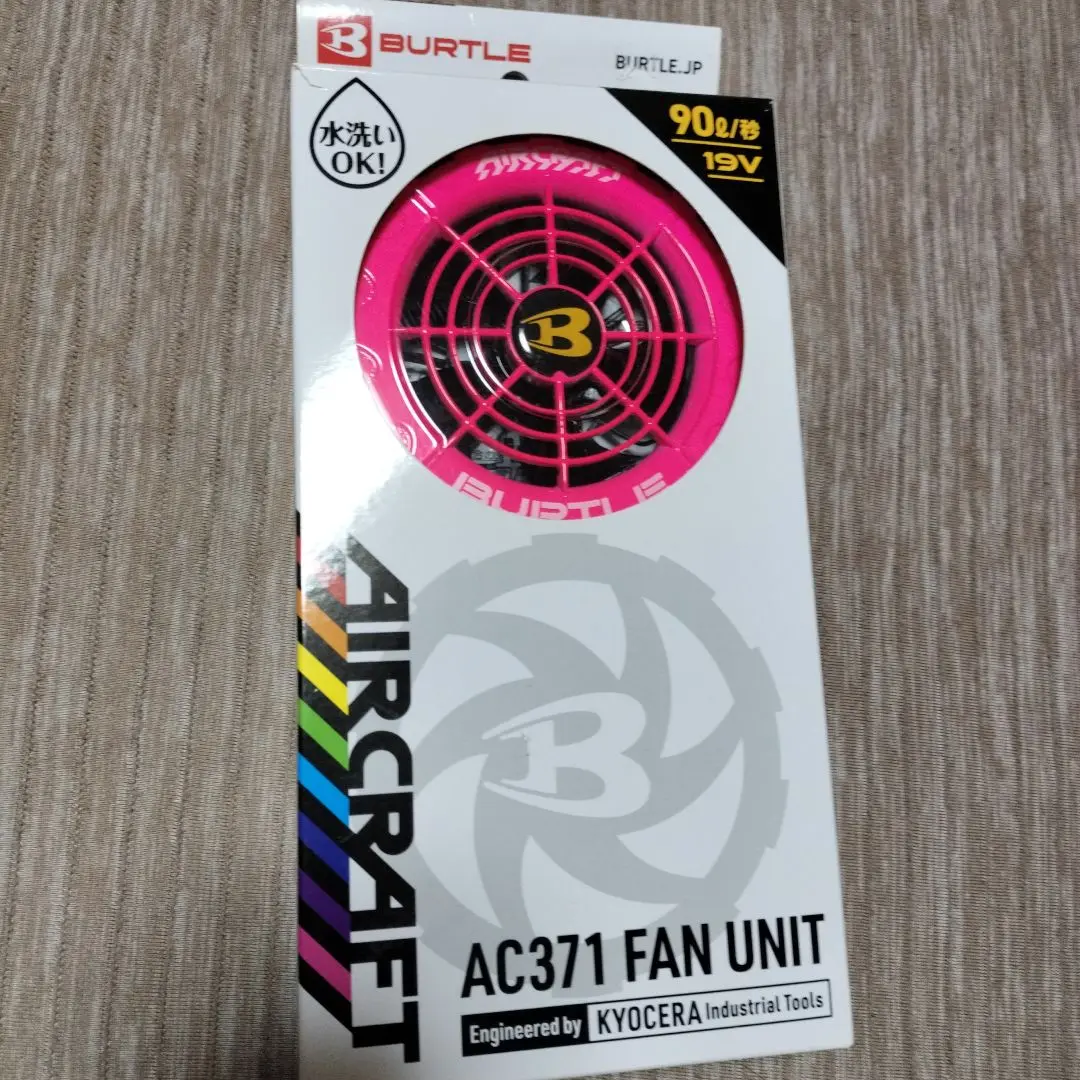 BURTLE
BURTLE.JP
水洗い
OK!
90ℓ/秒
19V
AIRCRAFT
B
BURTLE
AIRCRAFT
B
AC371 FAN UNIT
Engineered by KYOCERA Industrial Tools